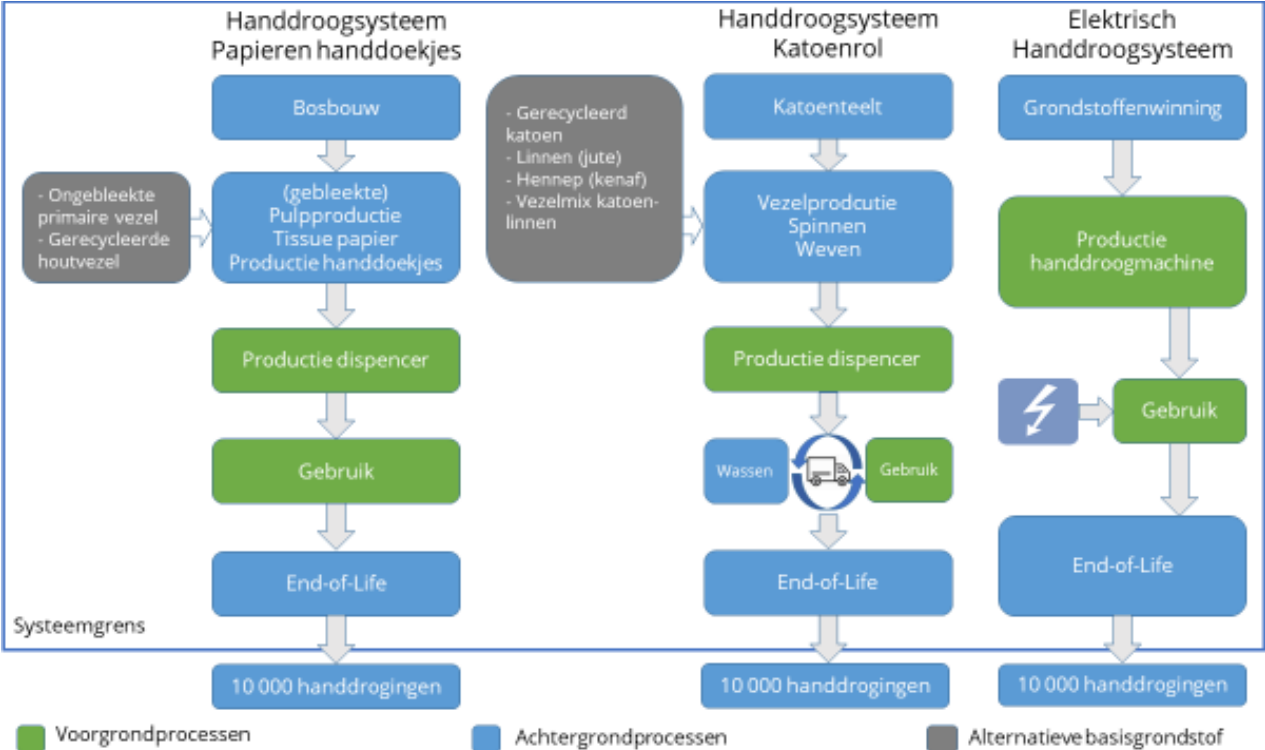 Handdroogsysteem
Papieren handdoekjes
Bosbouw
- Ongebleekte
primaire vezel
- Gerecycleerde
houtvezel
(gebleekte)
Pulpproductie
Tissue papier
Productie handdoekjes
Productie dispencer
Gebruik
End-of-Life
10 000 handdrogingen
Handdroogsysteem
Katoenrol
- Gerecycleerd
katoen
- Linnen (jute)
- Hennep (kenaf)
- Vezelmix katoen-
linnen
Katoenteelt
Vezelprodcutie
Spinnen
Weven
Productie dispencer
Wassen
Gebruik
End-of-Life
10 000 handdrogingen
Elektrisch
Handdroogsysteem
Grondstoffenwinning
Productie
handdroogmachine
Gebruik
End-of-Life
10 000 handdrogingen
Systeemgrens
Voorgrondprocessen
Achtergrondprocessen
Alternatieve basisgrondstof